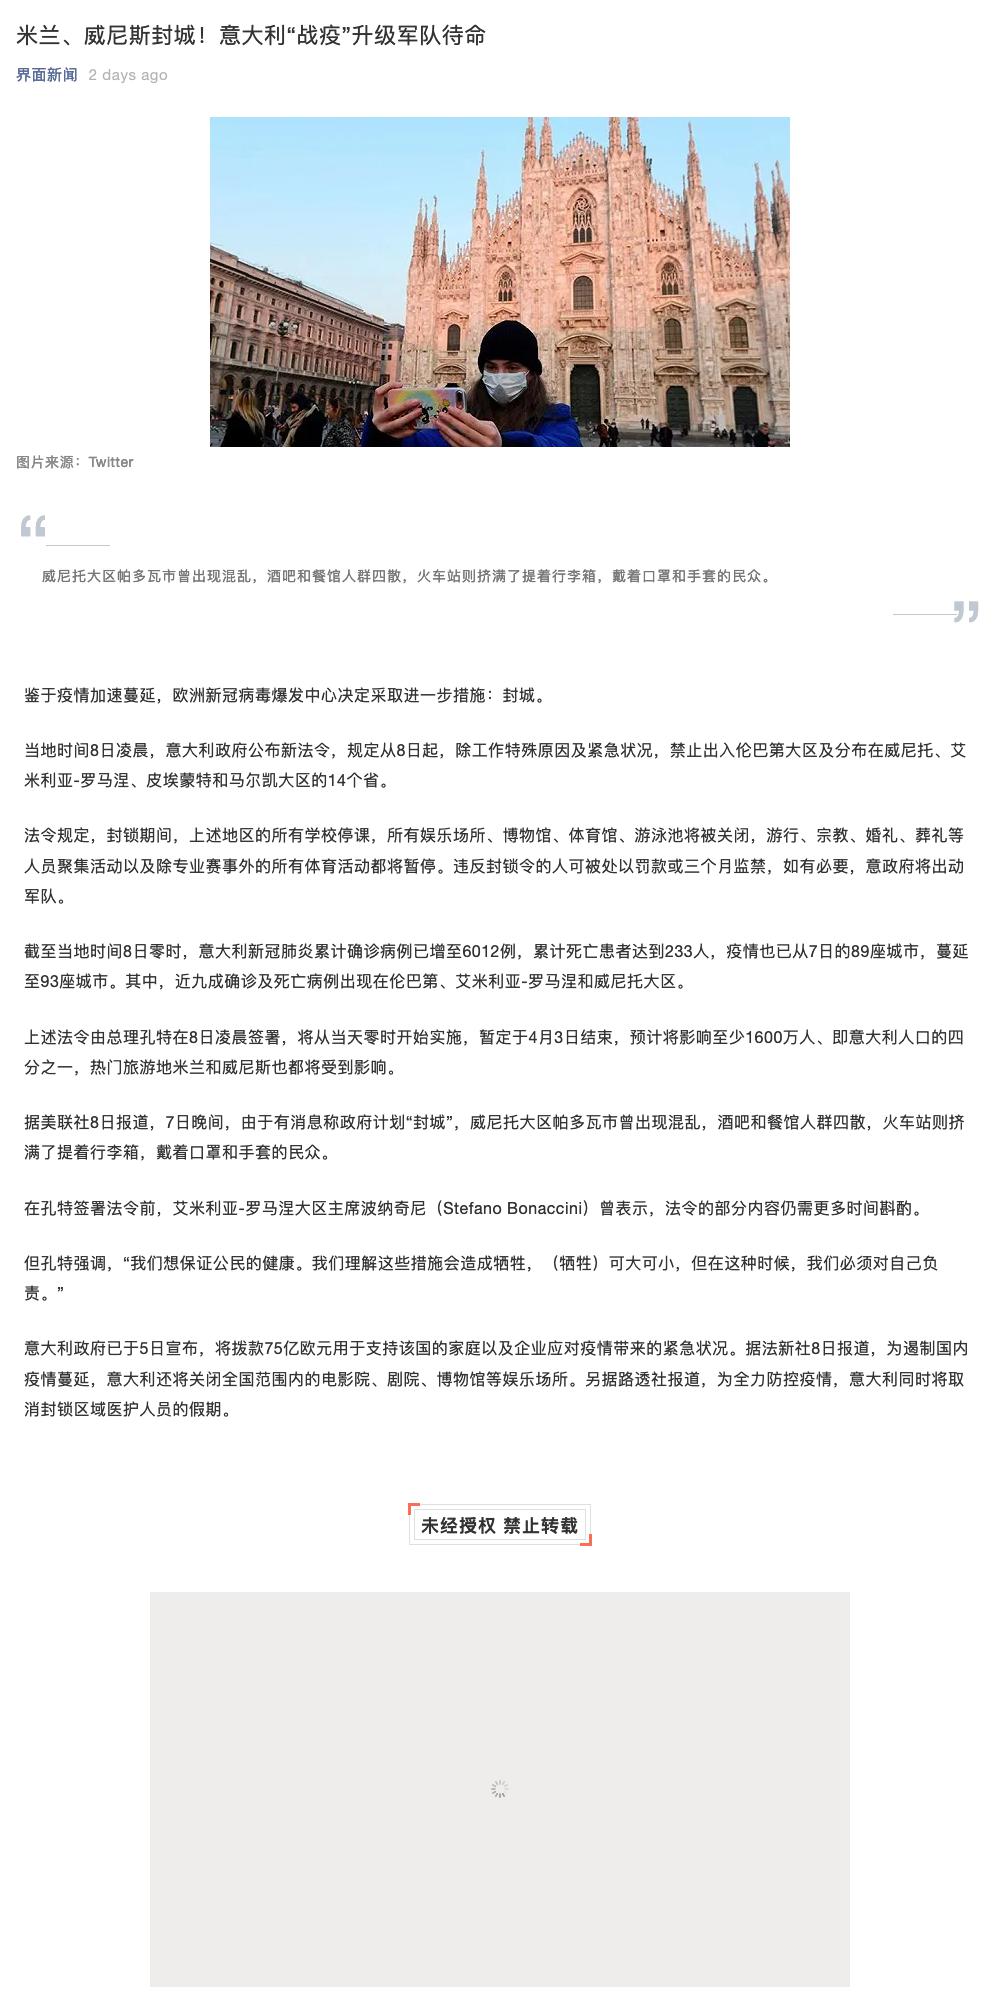 米兰、威尼斯封城！意大利“战疫”升级军队待命
界面新闻 2 days ago
图片来源：Twitter
“
威尼托大区帕多瓦市曾出现混乱，酒吧和餐馆人群四散，火车站则挤满了提着行李箱，戴着口罩和手套的民众。
”
鉴于疫情加速蔓延，欧洲新冠病毒爆发中心决定采取进一步措施：封城。
当地时间8日凌晨，意大利政府公布新法令，规定从8日起，除工作特殊原因及紧急状况，禁止出入伦巴第大区及分布在威尼托、艾
米利亚-罗马涅、皮埃蒙特和马尔凯大区的14个省。
法令规定，封锁期间，上述地区的所有学校停课，所有娱乐场所、博物馆、体育馆、游泳池将被关闭，游行、宗教、婚礼、葬礼等
人员聚集活动以及除专业赛事外的所有体育活动都将暂停。违反封锁令的人可被处以罚款或三个月监禁，如有必要，意政府将出动
军队。
截至当地时间8日零时，意大利新冠肺炎累计确诊病例已增至6012例，累计死亡患者达到233人，疫情也已从7日的89座城市，蔓延
至93座城市。其中，近九成确诊及死亡病例出现在伦巴第、艾米利亚-罗马涅和威尼托大区。
上述法令由总理孔特在8日凌晨签署，将从当天零时开始实施，暂定于4月3日结束，预计将影响至少1600万人、即意大利人口的四
分之一，热门旅游地米兰和威尼斯也都将受到影响。
据美联社8日报道，7日晚间，由于有消息称政府计划“封城”，威尼托大区帕多瓦市曾出现混乱，酒吧和餐馆人群四散，火车站则挤
满了提着行李箱，戴着口罩和手套的民众。
在孔特签署法令前，艾米利亚-罗马涅大区主席波纳奇尼（Stefano Bonaccini）曾表示，法令的部分内容仍需更多时间斟酌。
但孔特强调，“我们想保证公民的健康。我们理解这些措施会造成牺牲，（牺牲）可大可小，但在这种时候，我们必须对自己负
责。”
意大利政府已于5日宣布，将拨款75亿欧元用于支持该国的家庭以及企业应对疫情带来的紧急状况。据法新社8日报道，为遏制国内
疫情蔓延，意大利还将关闭全国范围内的电影院、剧院、博物馆等娱乐场所。另据路透社报道，为全力防控疫情，意大利同时将取
消封锁区域医护人员的假期。
未经授权 禁止转载